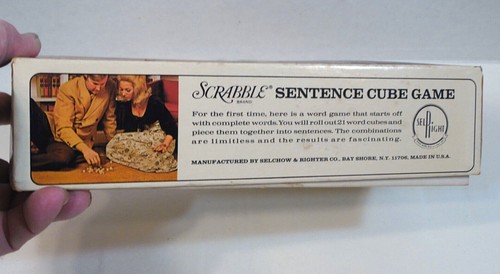 SCRABBLE® SENTENCE CUBE GAME
BRAND
For the first time, here is a word game that starts off
with complete words. You will roll out 21 word cubes and
piece them together into sentences. The combinations
are limitless and the results are fascinating.
MANUFACTURED BY SELCHOW & RIGHTER CO., BAY SHORE, N.Y. 11706, MADE IN U.S.A.
SEL
RIGHT